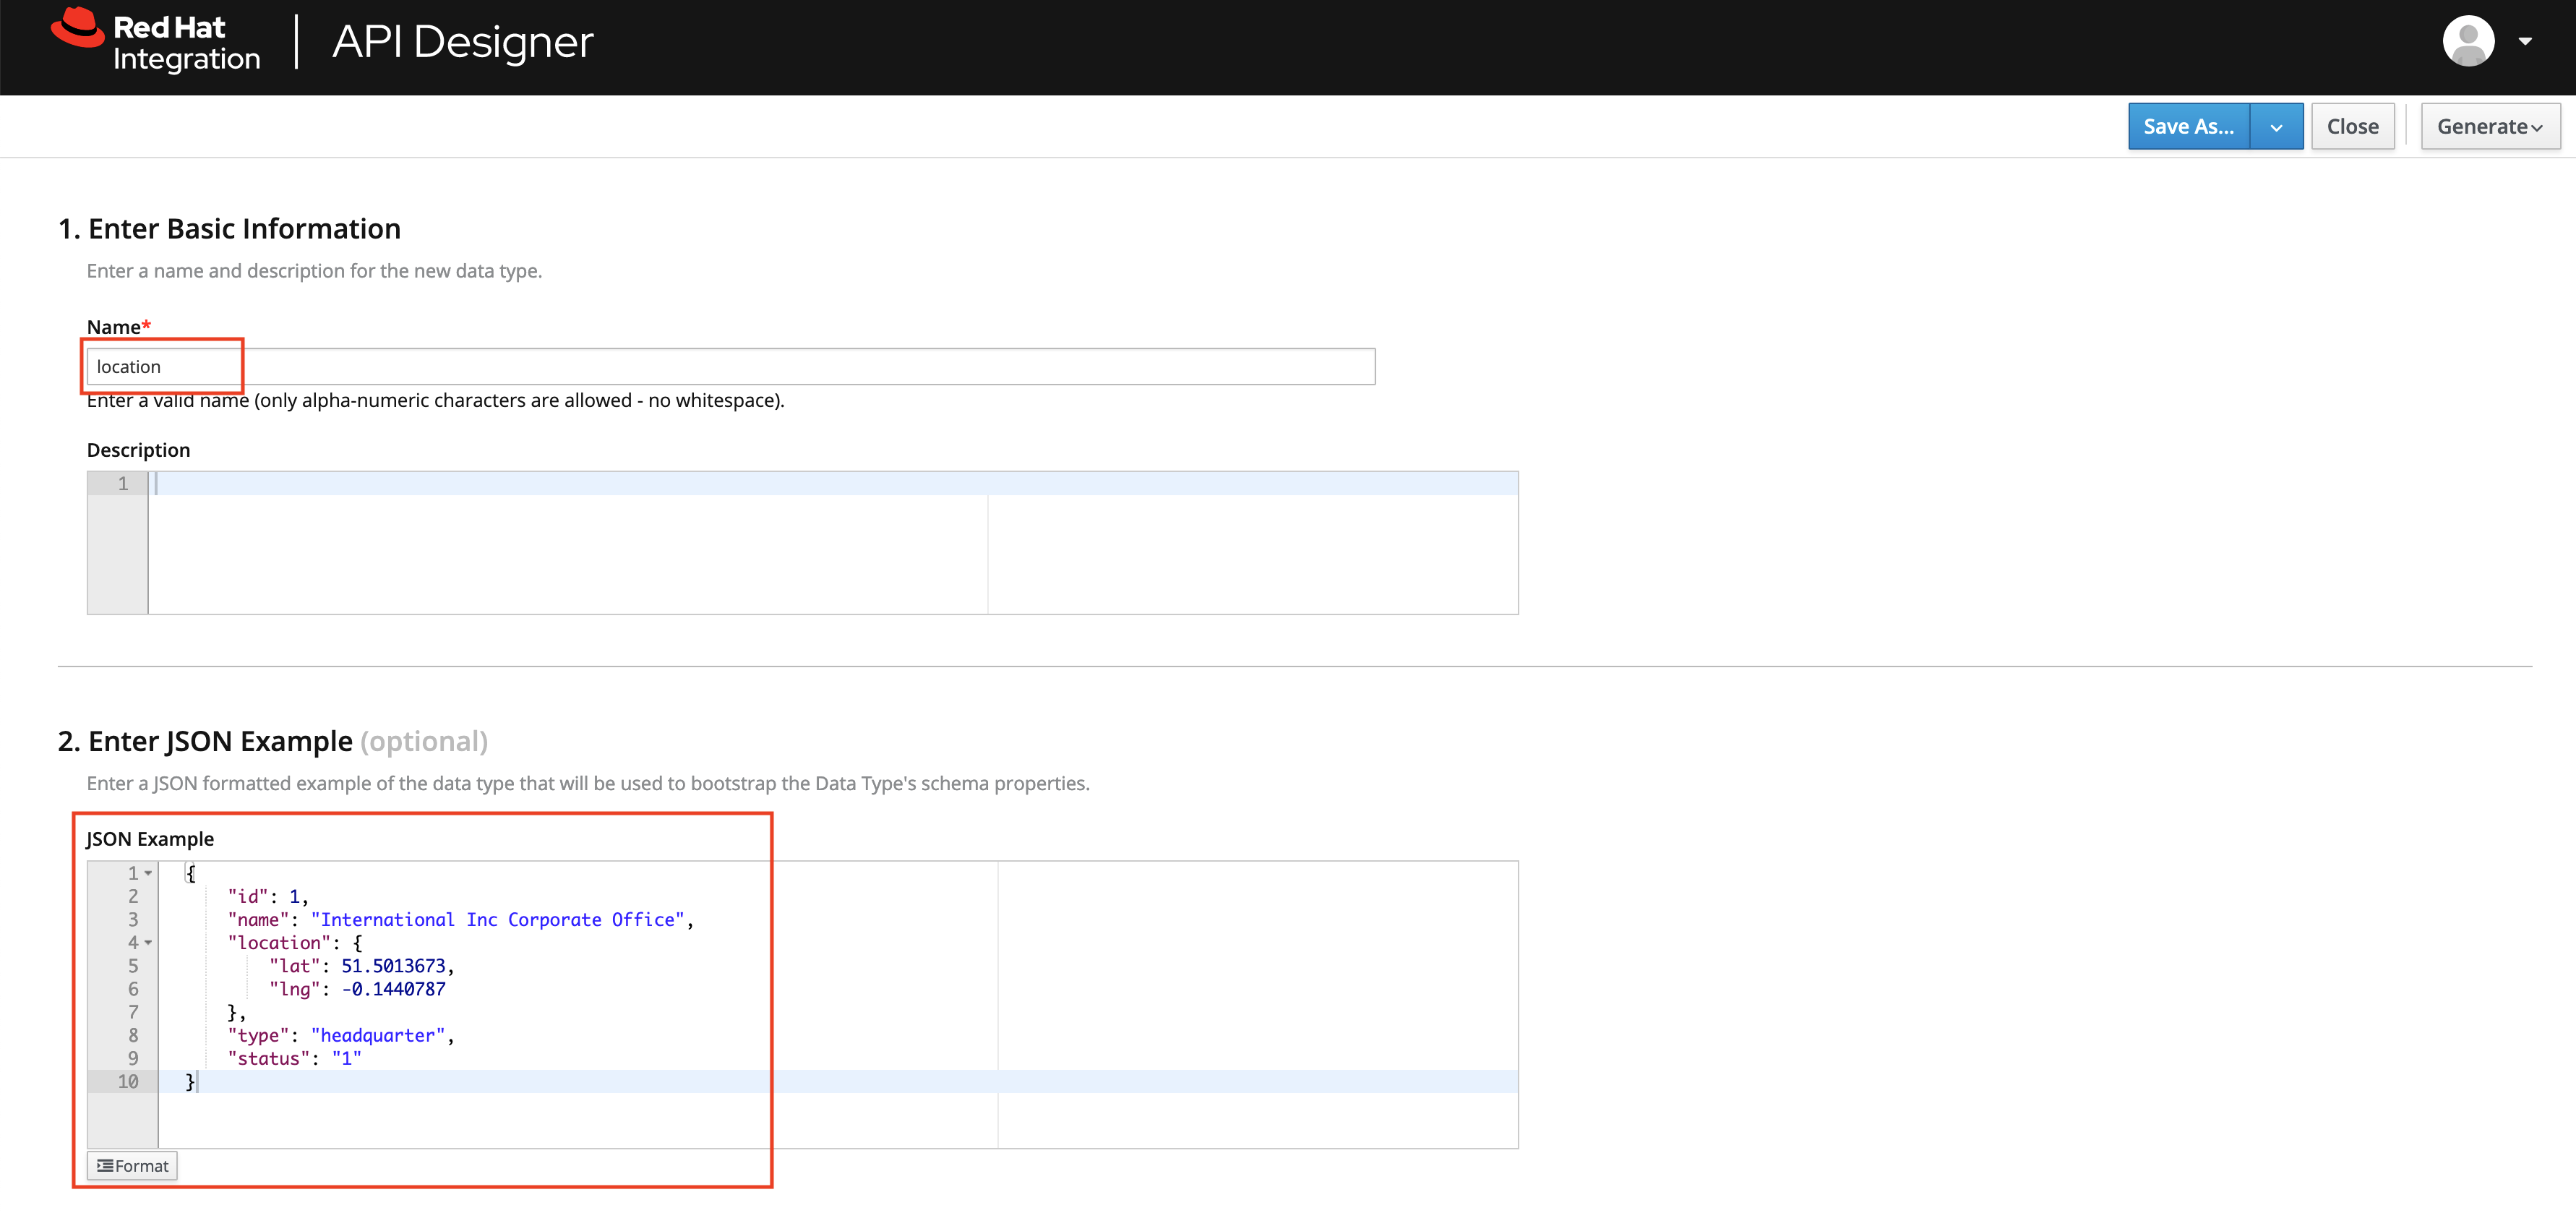 Red Hat
Integration
API Designer
Save As...
Close
Generate
1. Enter Basic Information
Enter a name and description for the new data type.
Name*
location
Enter a valid name (only alpha-numeric characters are allowed - no whitespace).
Description
1
2. Enter JSON Example (optional)
Enter a JSON formatted example of the data type that will be used to bootstrap the Data Type's schema properties.
JSON Example
1 {
2 "id": 1,
3 "name": "International Inc Corporate Office",
4 "location": {
5 "lat": 51.5013673,
6 "lng": -0.1440787
7 },
8 "type": "headquarter",
9 "status": "1"
10 }
Format